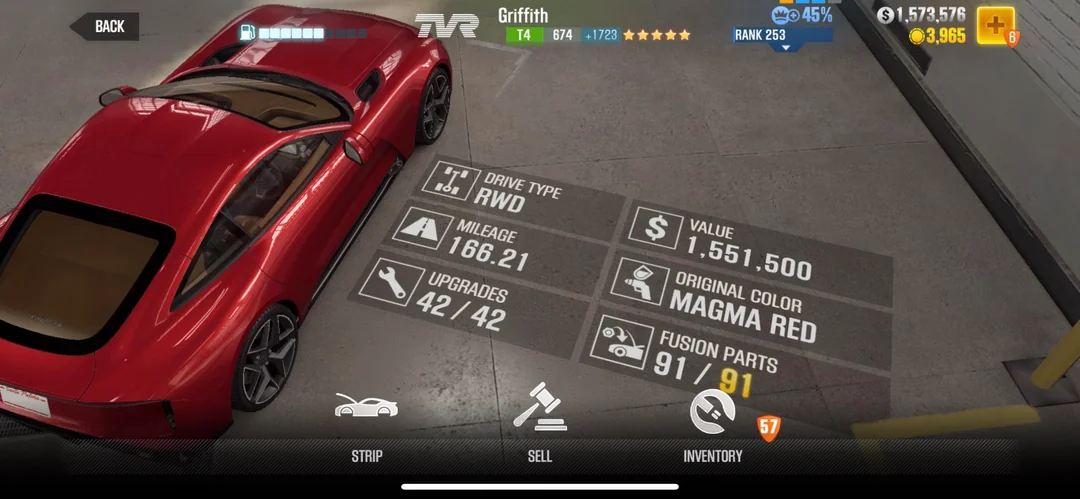 BACK
TVR
Griffith
T4 674 +1723
45%
RANK 253
$ 1,573,576
3,965
6
DRIVE TYPE
RWD
MILEAGE
166.21
UPGRADES
42 / 42
$
VALUE
1,551,500
ORIGINAL COLOR
MAGMA RED
FUSION PARTS
91 / 91
57
STRIP
SELL
INVENTORY